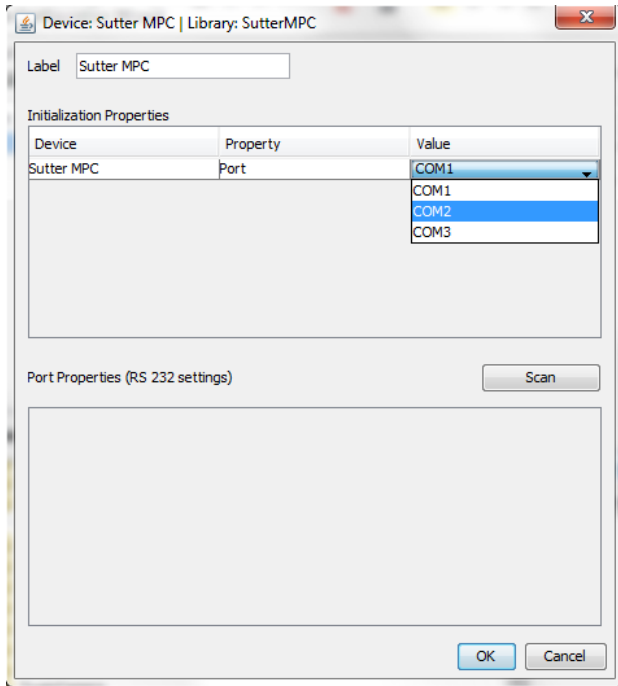 Device: Sutter MPC | Library: SutterMPC
Label Sutter MPC
Initialization Properties
Device Property Value
Sutter MPC Port COM1
COM1
COM2
COM3
Port Properties (RS 232 settings) Scan
OK Cancel